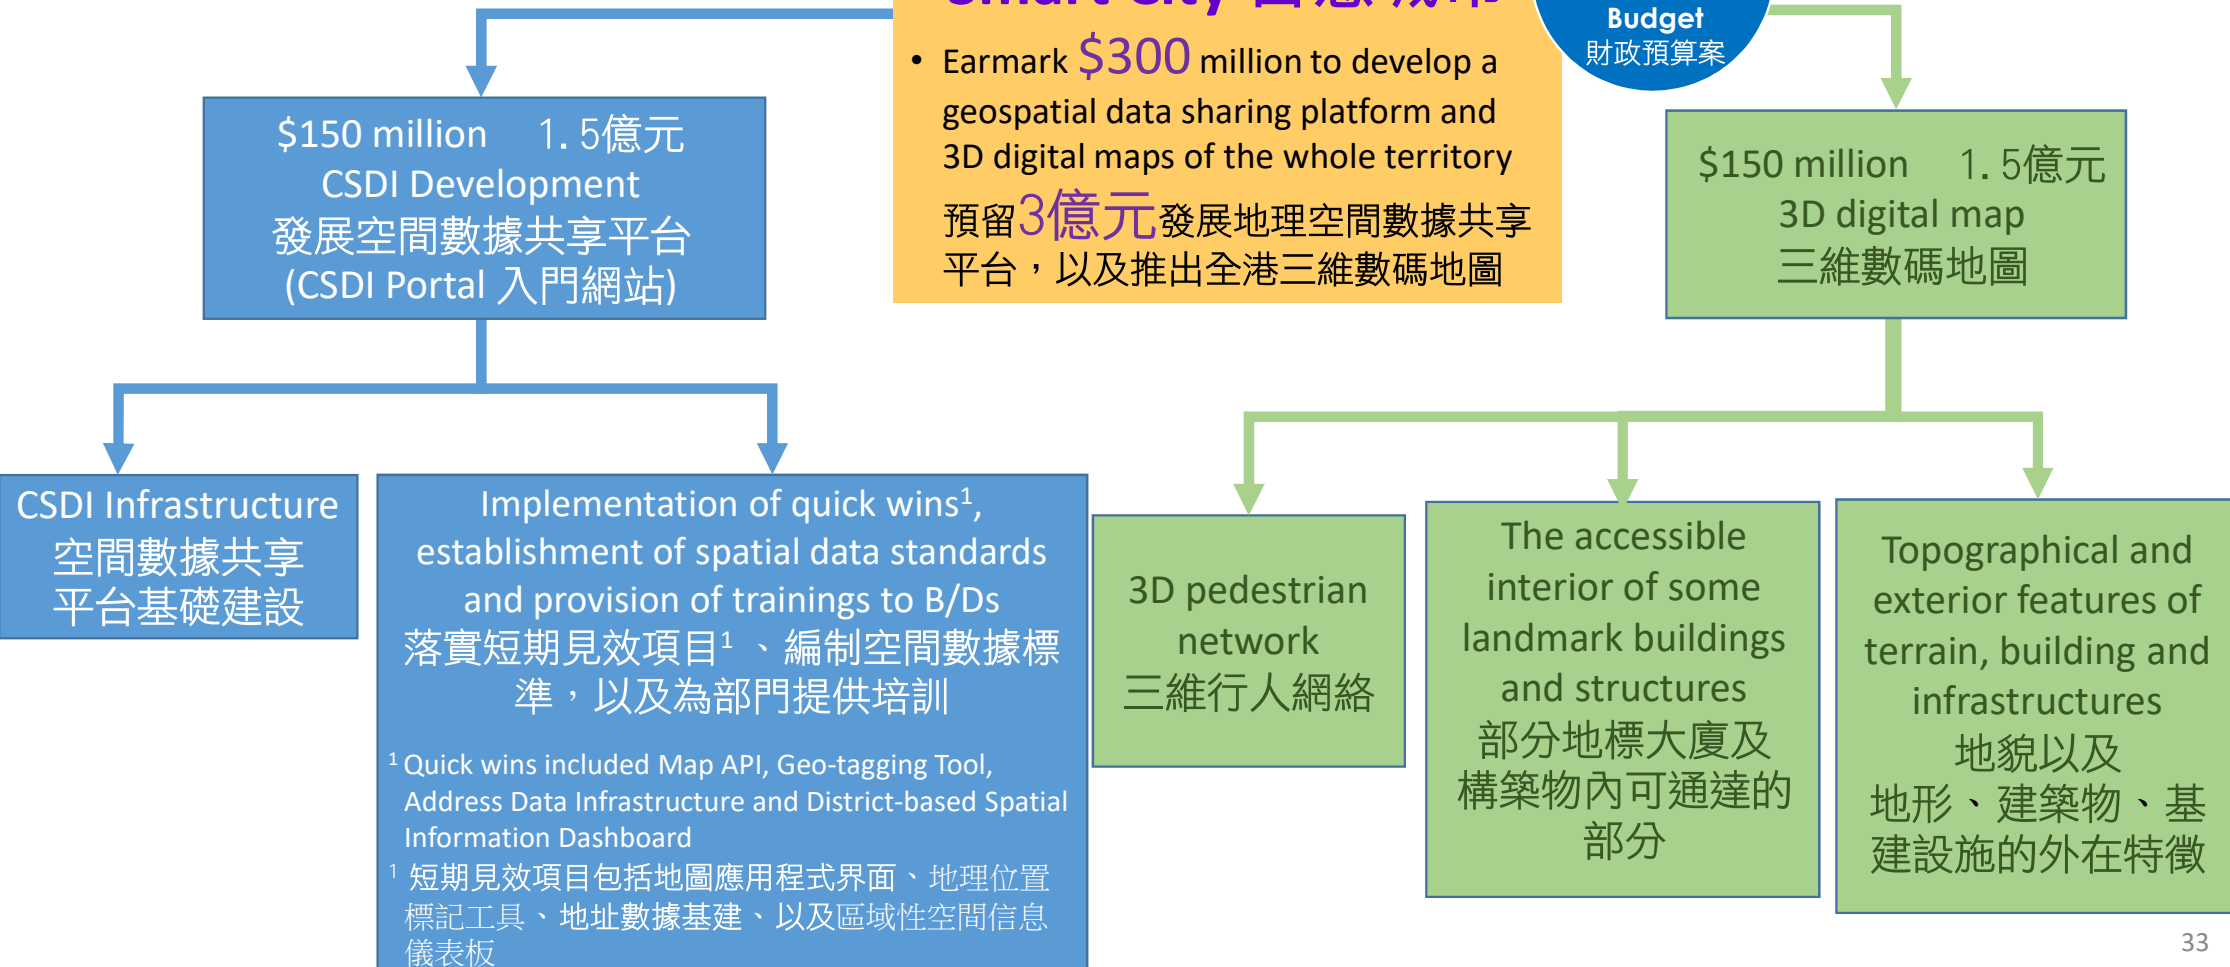 Smart City 智慧城市
Budget
財政預算案
• Earmark $300 million to develop a
geospatial data sharing platform and
3D digital maps of the whole territory
預留3億元發展地理空間數據共享
平台，以及推出全港三維數碼地圖
$150 million 1.5億元
CSDI Development
發展空間數據共享平台
(CSDI Portal 入門網站)
$150 million 1.5億元
3D digital map
三維數碼地圖
CSDI Infrastructure
空間數據共享
平台基礎建設
Implementation of quick wins¹,
establishment of spatial data standards
and provision of trainings to B/Ds
落實短期見效項目¹ 、編制空間數據標
準，以及為部門提供培訓
¹ Quick wins included Map API, Geo-tagging Tool,
Address Data Infrastructure and District-based Spatial
Information Dashboard
¹ 短期見效項目包括地圖應用程式界面、地理位置
標記工具、地址數據基建、以及區域性空間信息
儀表板
3D pedestrian
network
三維行人網絡
The accessible
interior of some
landmark buildings
and structures
部分地標大廈及
構築物內可通達的
部分
Topographical and
exterior features of
terrain, building and
infrastructures
地貌以及
地形、建築物、基
建設施的外在特徵
33